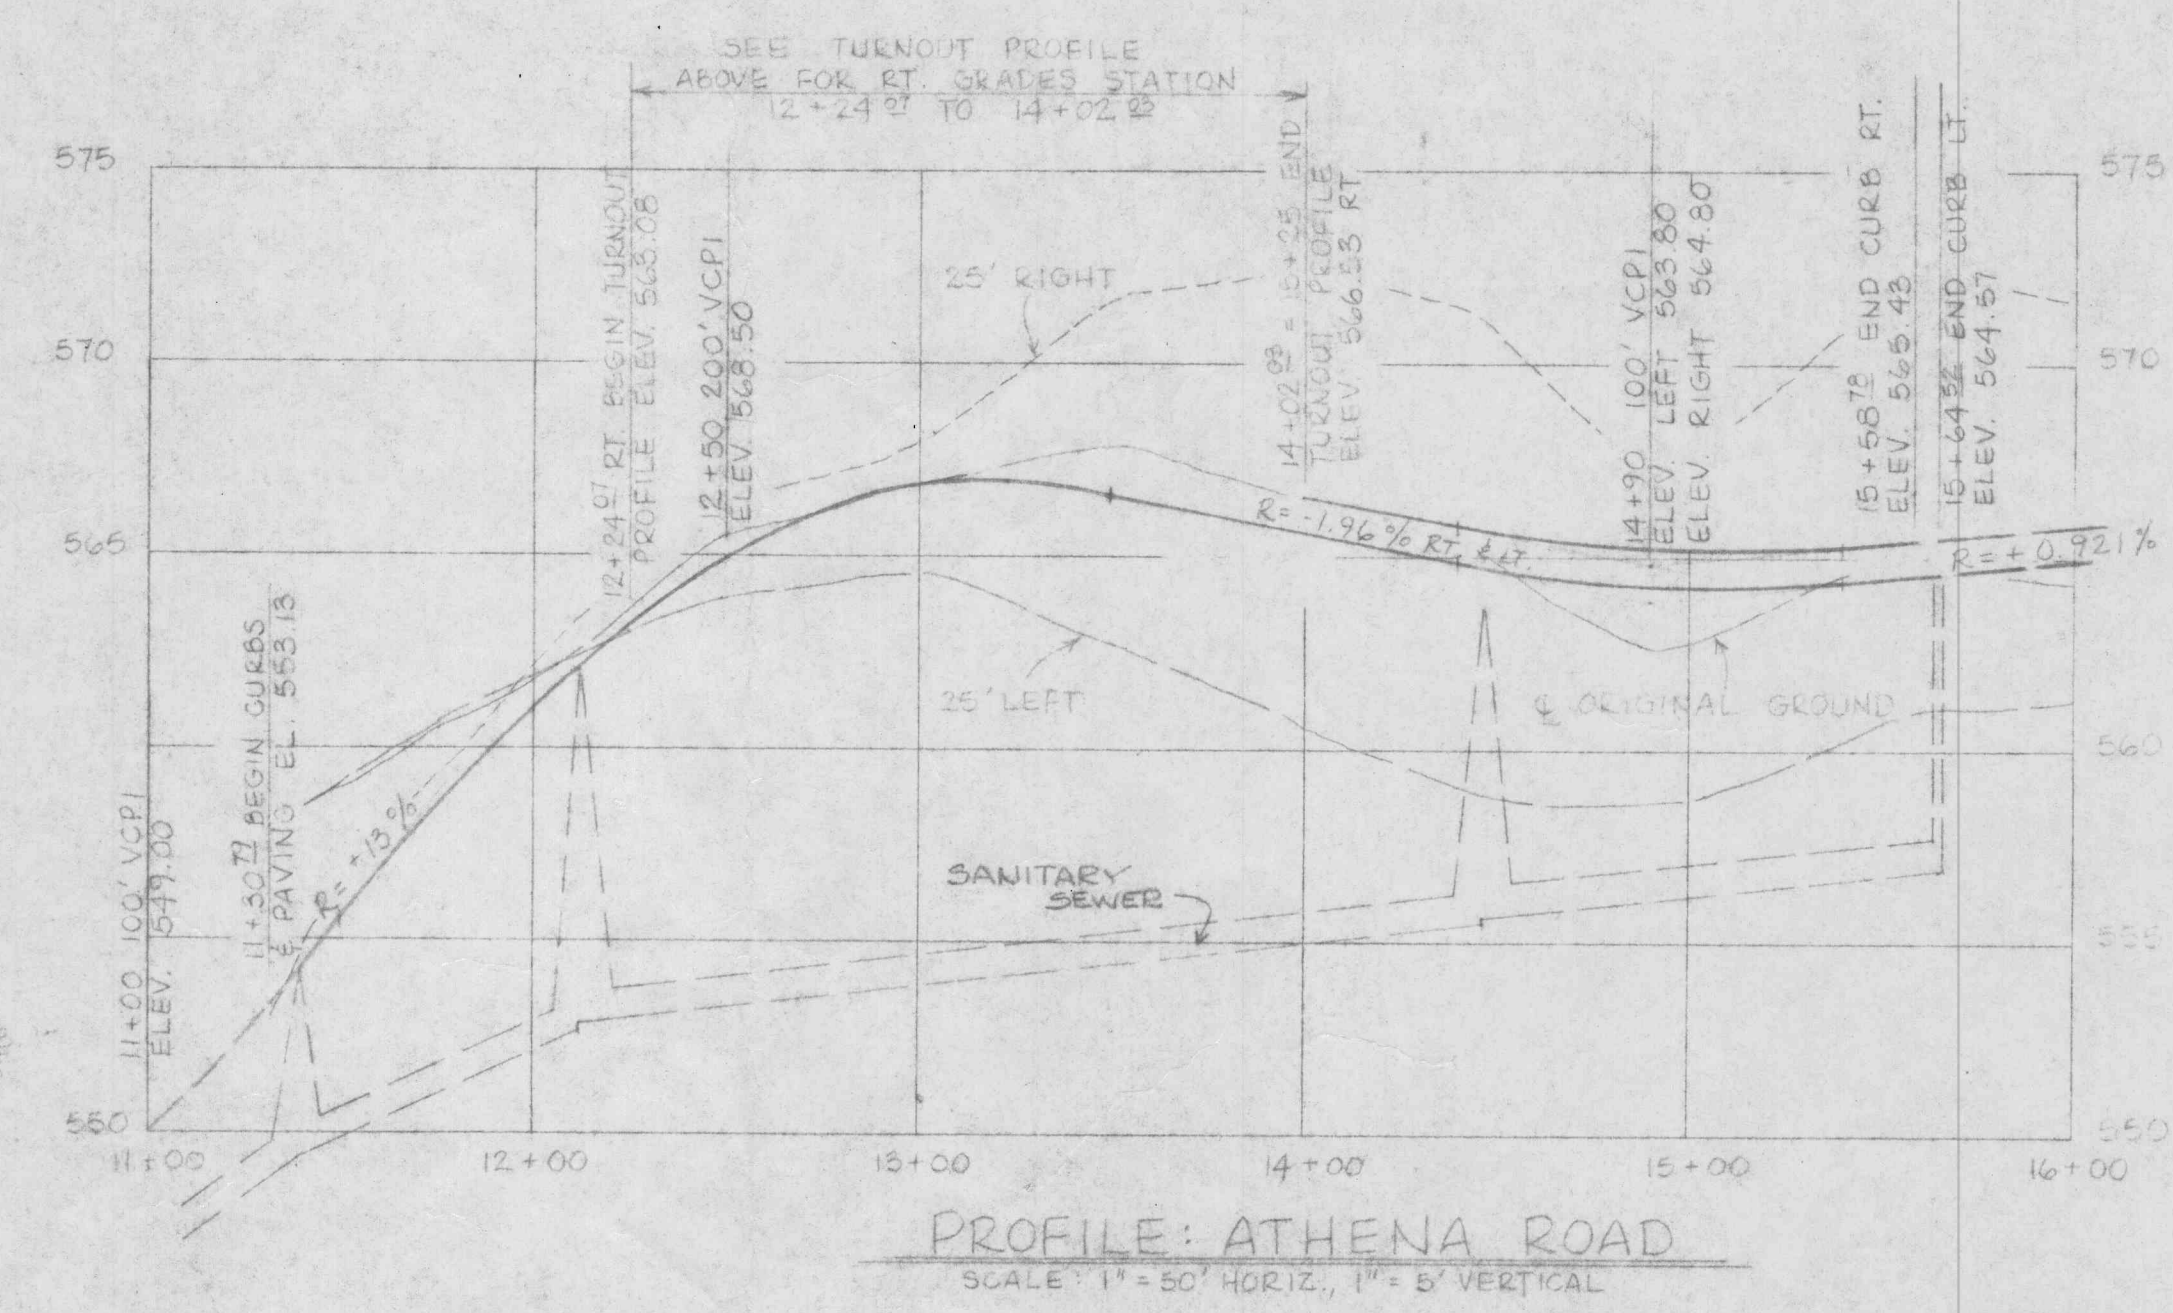 SEE TURNOUT PROFILE
ABOVE FOR RT. GRADES STATION
12+24 07 TO 14+02 03
575
570
565
550
575
570
560
555
550
11+00 100' VCPI
ELEV. 549.00
11+30 79 BEGIN CURBS
& PAVING EL. 553.13
R= +13%
12+24 07 RT. BEGIN TURNOUT
PROFILE ELEV. 563.08
12+50 200' VCPI
ELEV. 568.50
25' RIGHT
14+02 03 = 15+25 END
TURNOUT PROFILE
ELEV. 566.53 RT.
R= -1.96% RT. & LT.
14+90 100' VCPI
ELEV. LEFT 563.80
ELEV. RIGHT 564.80
15+58 78 END CURB RT.
ELEV. 565.43
15+64 52 END CURB LT.
ELEV. 564.57
R=+0.921%
25' LEFT
℄ ORIGINAL GROUND
SANITARY
SEWER
11+00
12+00
13+00
14+00
15+00
16+00
PROFILE: ATHENA ROAD
SCALE: 1" = 50' HORIZ., 1" = 5' VERTICAL